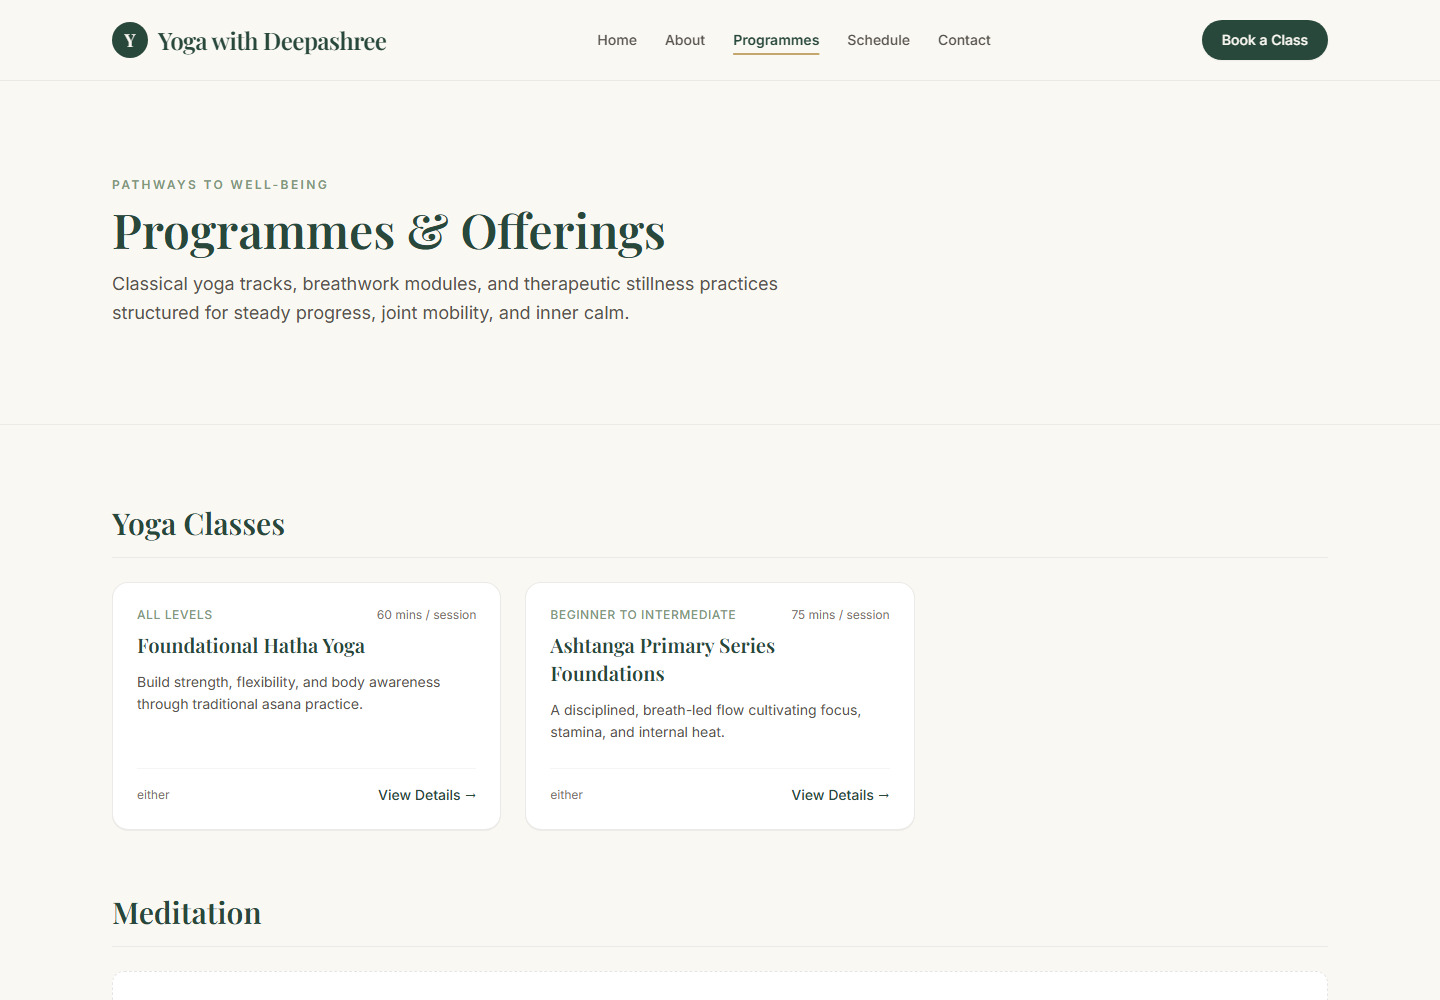 Y Yoga with Deepashree
Home About Programmes Schedule Contact
Book a Class
PATHWAYS TO WELL-BEING
Programmes & Offerings
Classical yoga tracks, breathwork modules, and therapeutic stillness practices
structured for steady progress, joint mobility, and inner calm.
Yoga Classes
ALL LEVELS 60 mins / session
Foundational Hatha Yoga
Build strength, flexibility, and body awareness
through traditional asana practice.
either View Details →
BEGINNER TO INTERMEDIATE 75 mins / session
Ashtanga Primary Series
Foundations
A disciplined, breath-led flow cultivating focus,
stamina, and internal heat.
either View Details →
Meditation